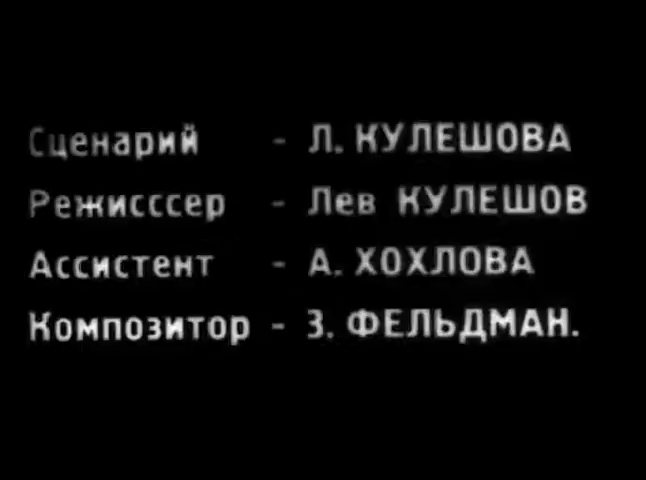 Сценарий - Л. КУЛЕШОВА
Режисссер - Лев КУЛЕШОВ
Ассистент - А. ХОХЛОВА
Композитор - З. ФЕЛЬДМАН.